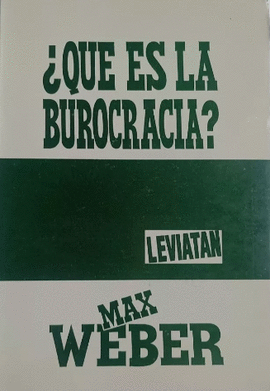 ¿QUE ES LA
BUROCRACIA?
LEVIATAN
MAX
WEBER